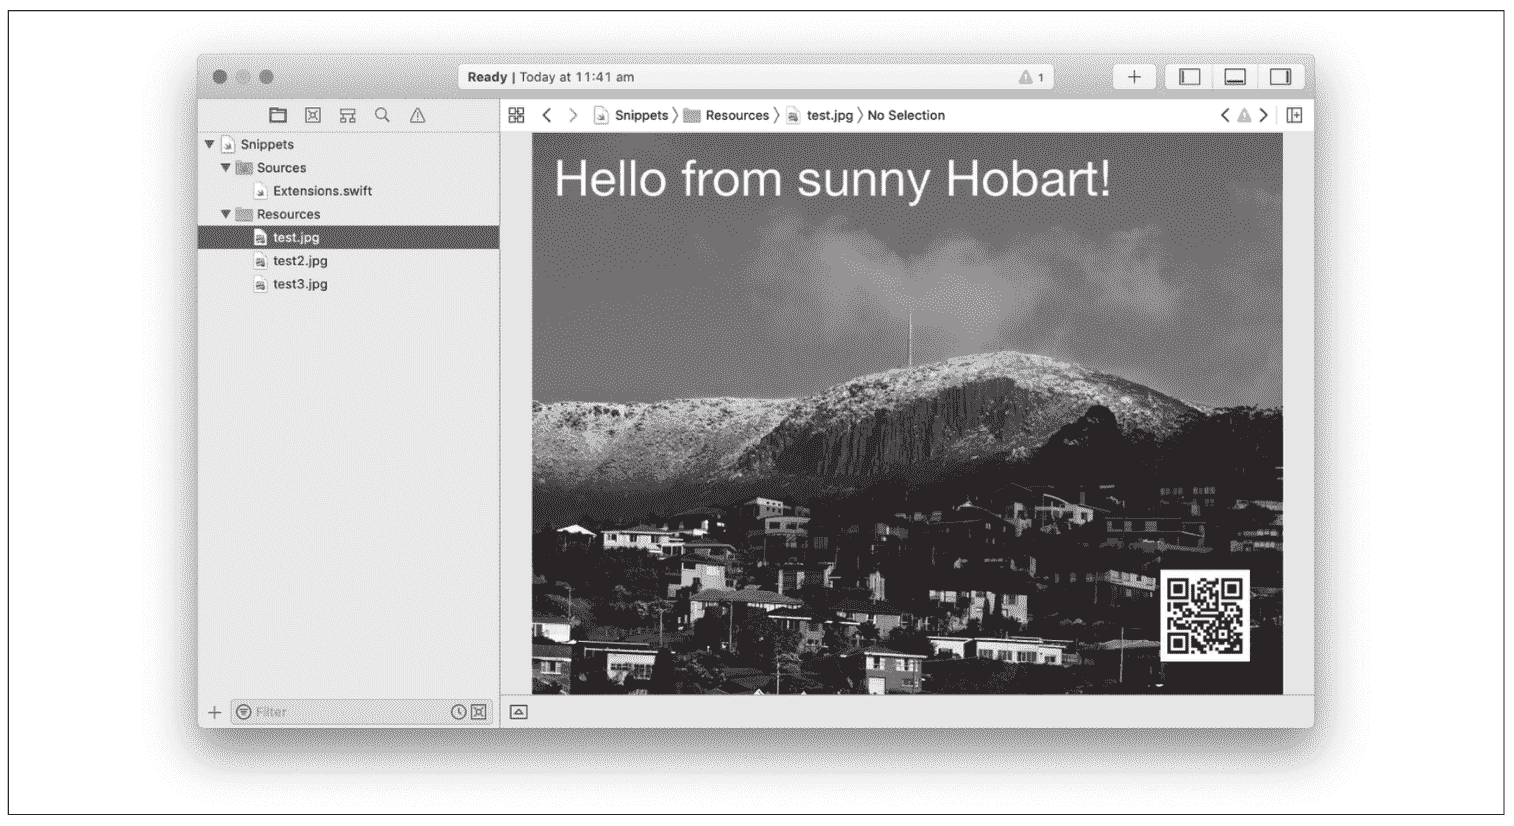 Ready | Today at 11:41 am
1
Snippets
Resources
test.jpg
No Selection
Snippets
Sources
Extensions.swift
Resources
test.jpg
test2.jpg
test3.jpg
Hello from sunny Hobart!
Filter